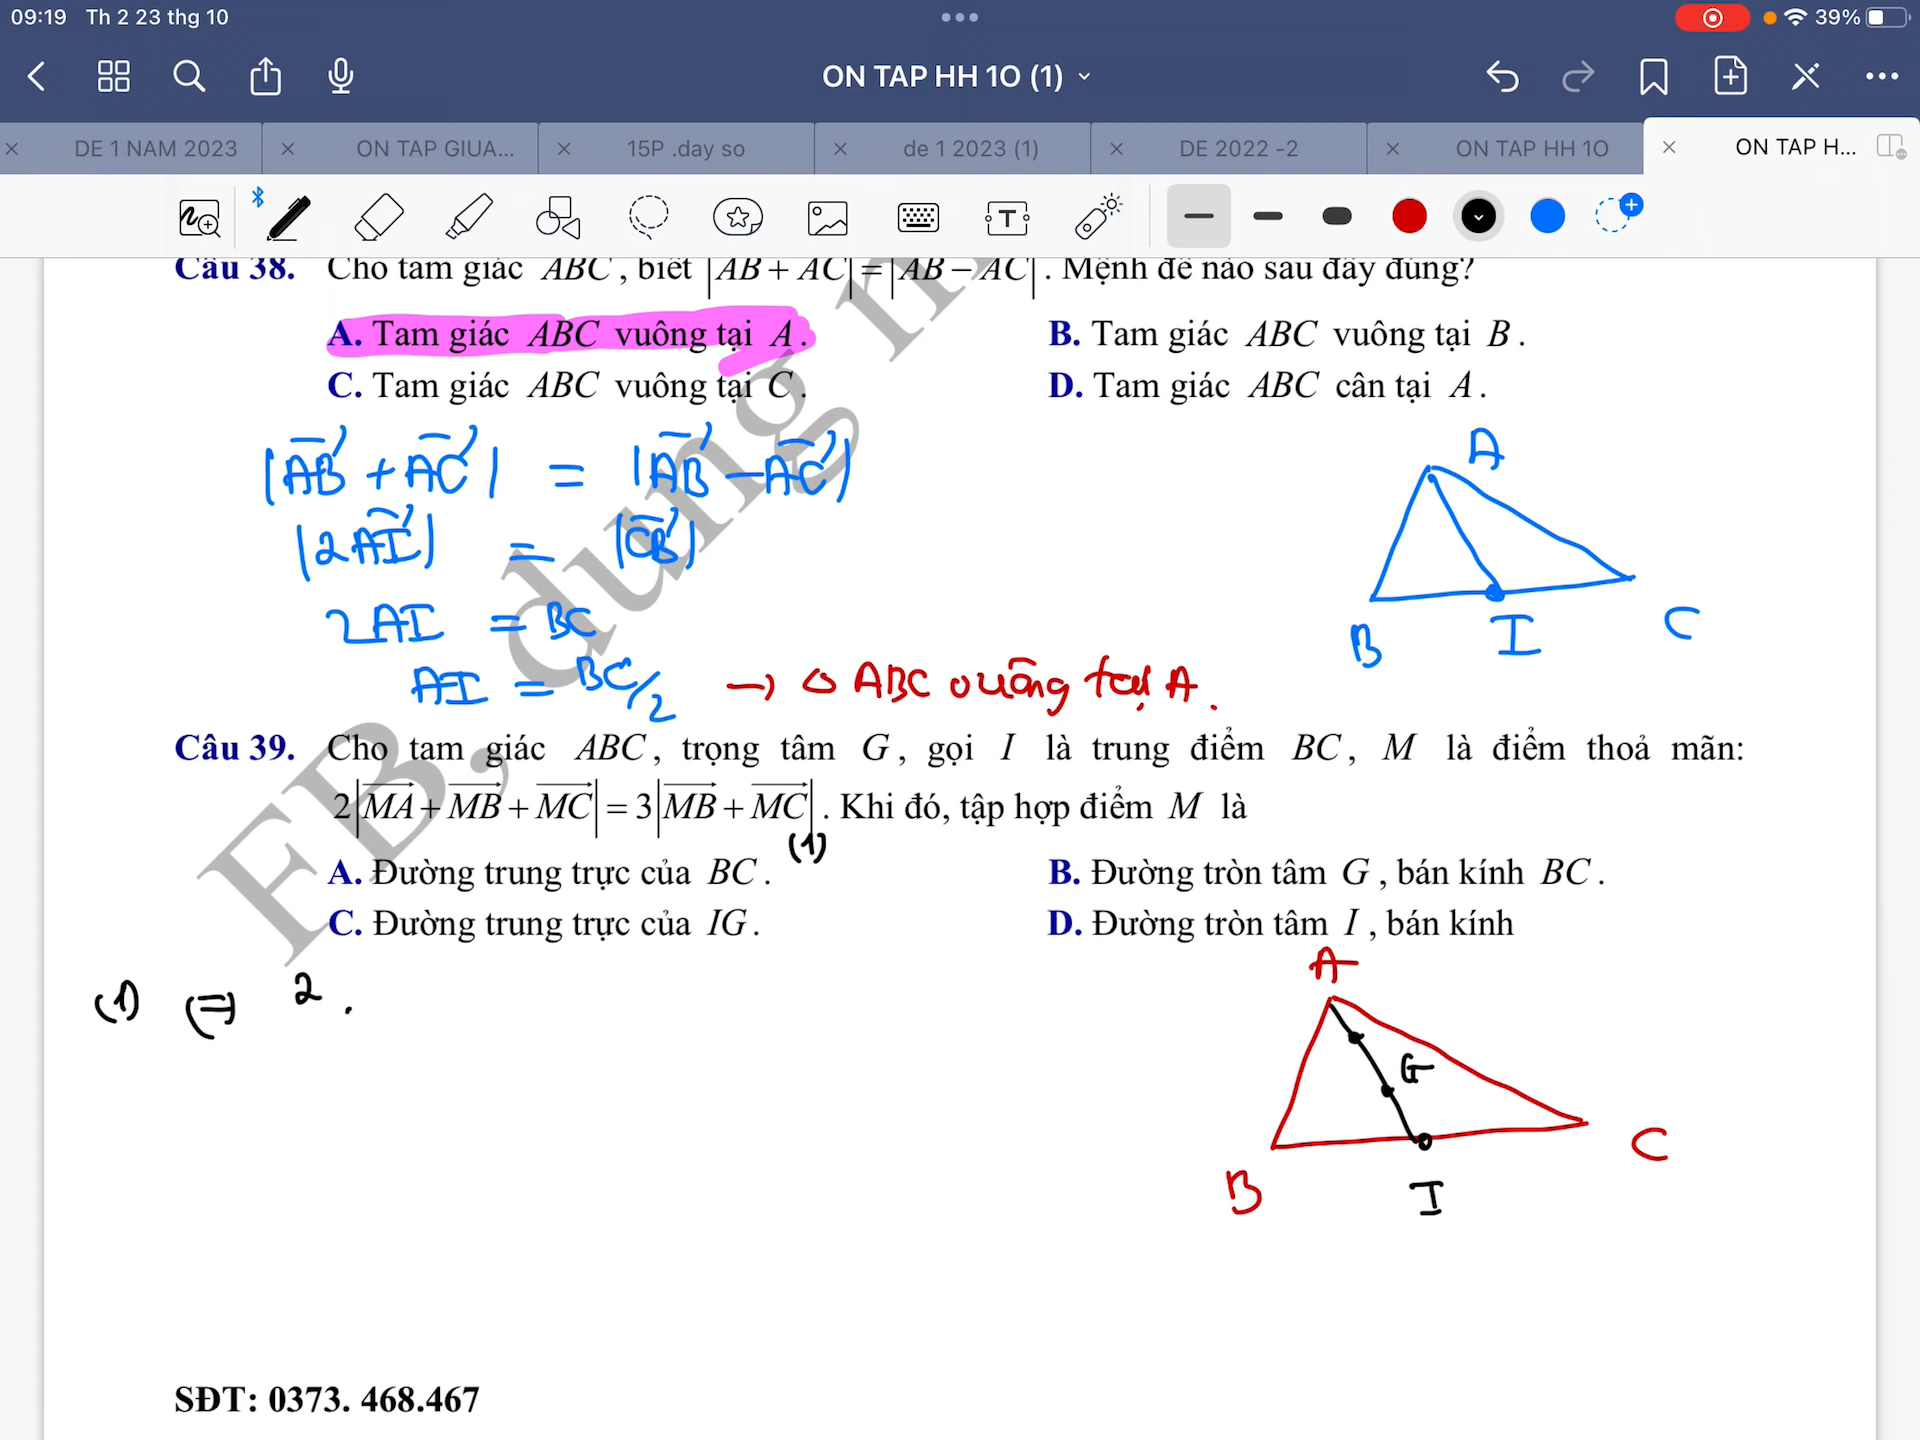 09:19 Th 2 23 thg 10 39%
ON TAP HH 1O (1)
DE 1 NAM 2023 ON TAP GIUA... 15P .day so de 1 2023 (1) DE 2022 -2 ON TAP HH 1O ON TAP H...
Câu 38. Cho tam giác ABC, biết |AB + AC| = |AB − AC|. Mệnh đề nào sau đây đúng?
A. Tam giác ABC vuông tại A. B. Tam giác ABC vuông tại B.
C. Tam giác ABC vuông tại C. D. Tam giác ABC cân tại A.
|AB + AC| = |AB − AC|
|2AI| = |CB|
2AI = BC
AI = BC/2 → Δ ABC vuông tại A.
A
B I C
Câu 39. Cho tam giác ABC, trọng tâm G, gọi I là trung điểm BC, M là điểm thoả mãn:
2|MA + MB + MC| = 3|MB + MC|. Khi đó, tập hợp điểm M là
(1)
A. Đường trung trực của BC. B. Đường tròn tâm G, bán kính BC.
C. Đường trung trực của IG. D. Đường tròn tâm I, bán kính
(1) (=) 2.
A
G
B I C
FB, dung m
SĐT: 0373. 468.467